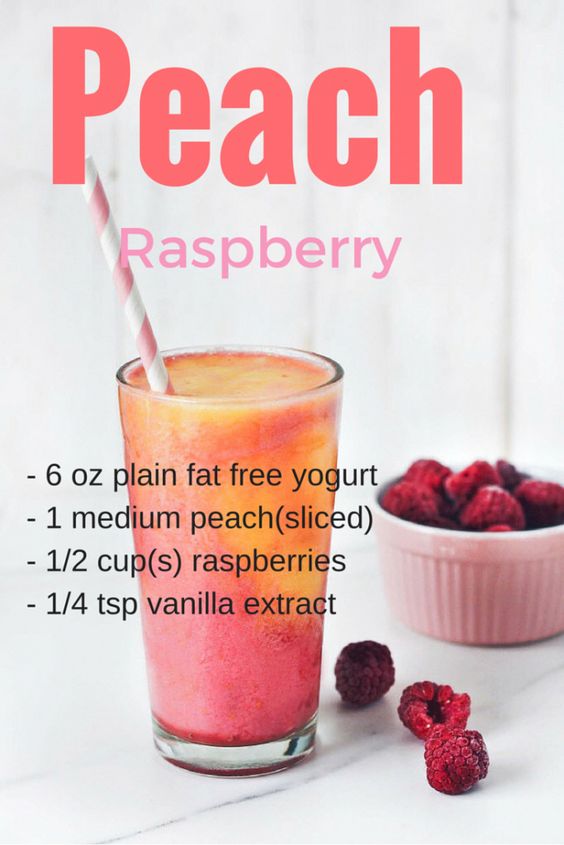 Peach
Raspberry
- 6 oz plain fat free yogurt
- 1 medium peach(sliced)
- 1/2 cup(s) raspberries
- 1/4 tsp vanilla extract